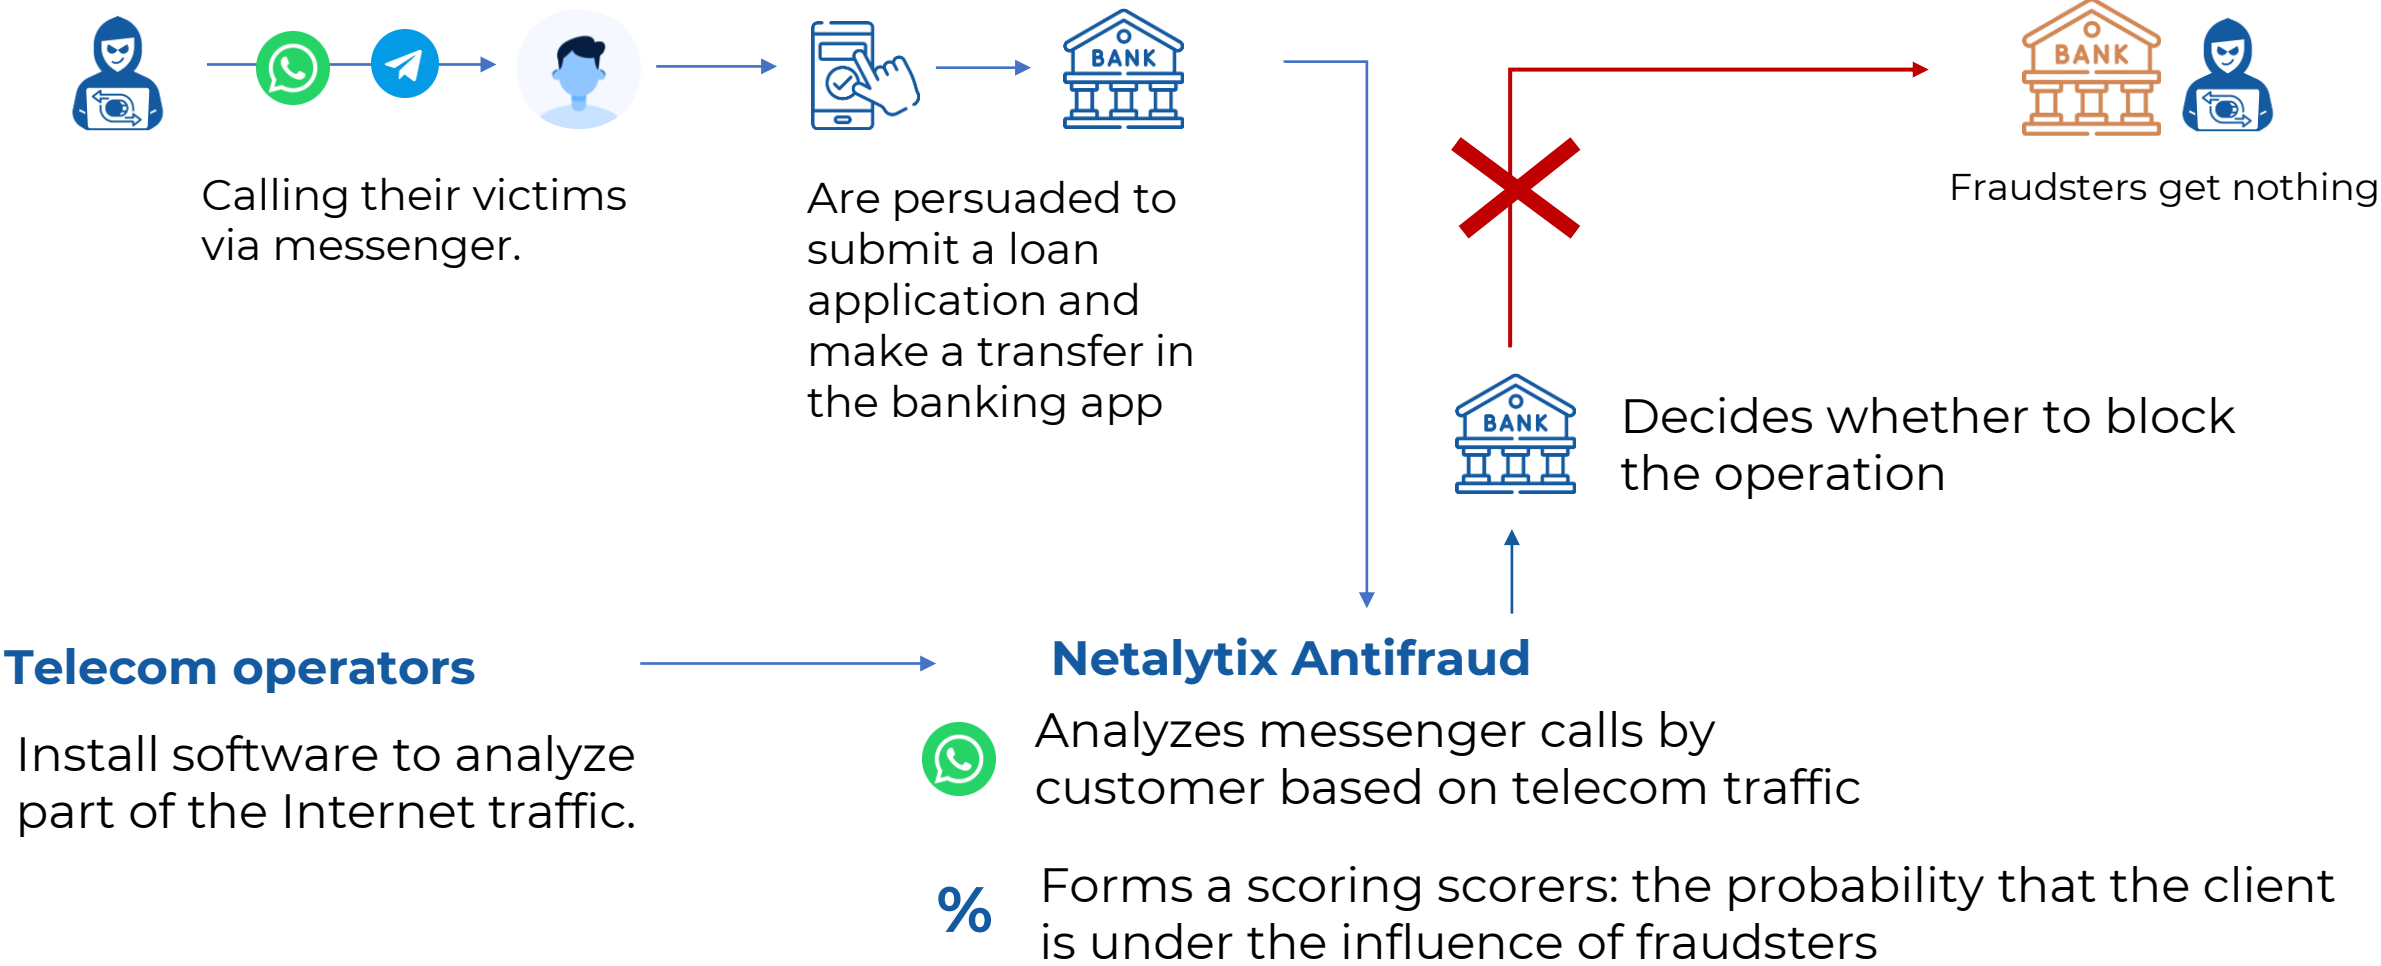 BANK
BANK
Calling their victims
via messenger.
Are persuaded to
submit a loan
application and
make a transfer in
the banking app
Fraudsters get nothing
BANK
Decides whether to block
the operation
Telecom operators
Install software to analyze
part of the Internet traffic.
Netalytix Antifraud
Analyzes messenger calls by
customer based on telecom traffic
%
Forms a scoring scorers: the probability that the client
is under the influence of fraudsters